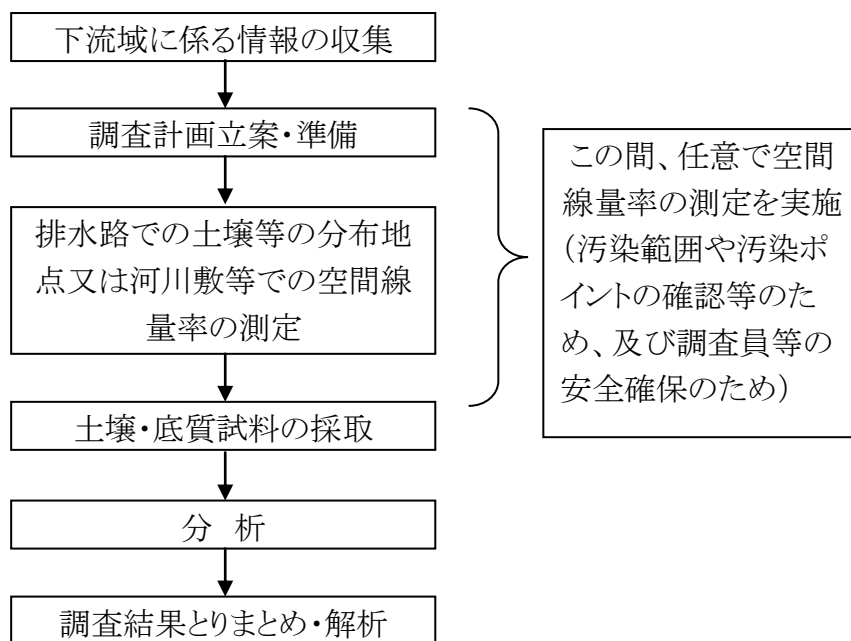 下流域に係る情報の収集
調査計画立案・準備
排水路での土壌等の分布地
点又は河川敷等での空間線
量率の測定
土壌・底質試料の採取
分 析
調査結果とりまとめ・解析
この間、任意で空間
線量率の測定を実施
（汚染範囲や汚染ポ
イントの確認等のた
め、及び調査員等の
安全確保のため）